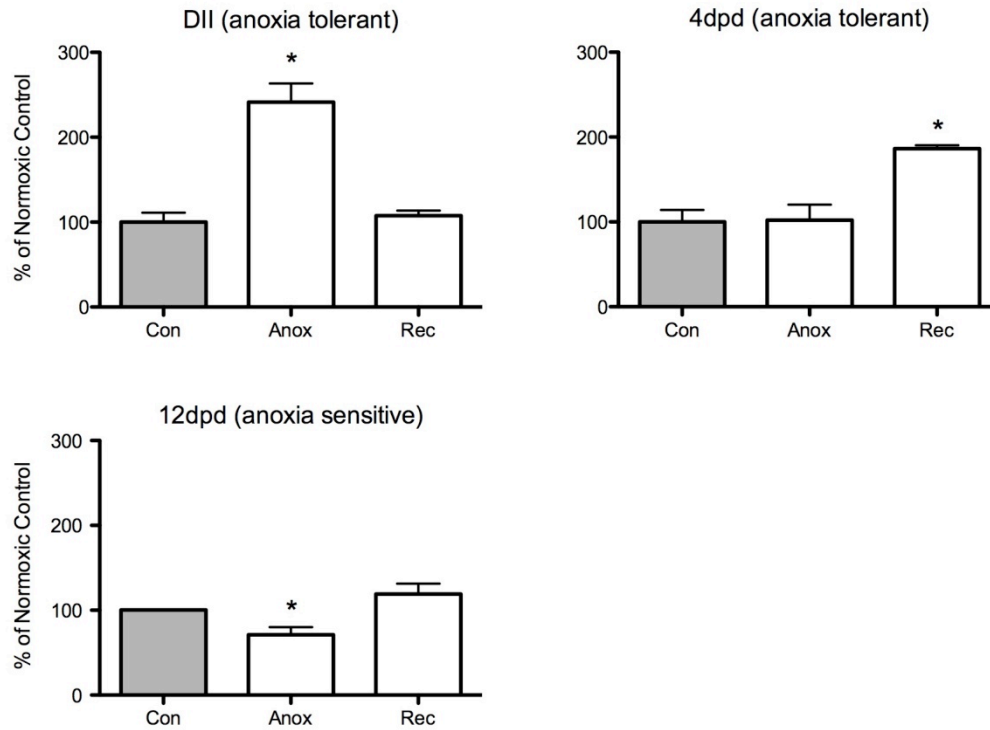 DII (anoxia tolerant)
% of Normoxic Control
300
*
200
100
0
Con Anox Rec
4dpd (anoxia tolerant)
300
*
200
100
0
Con Anox Rec
12dpd (anoxia sensitive)
% of Normoxic Control
300
200
*
100
0
Con Anox Rec